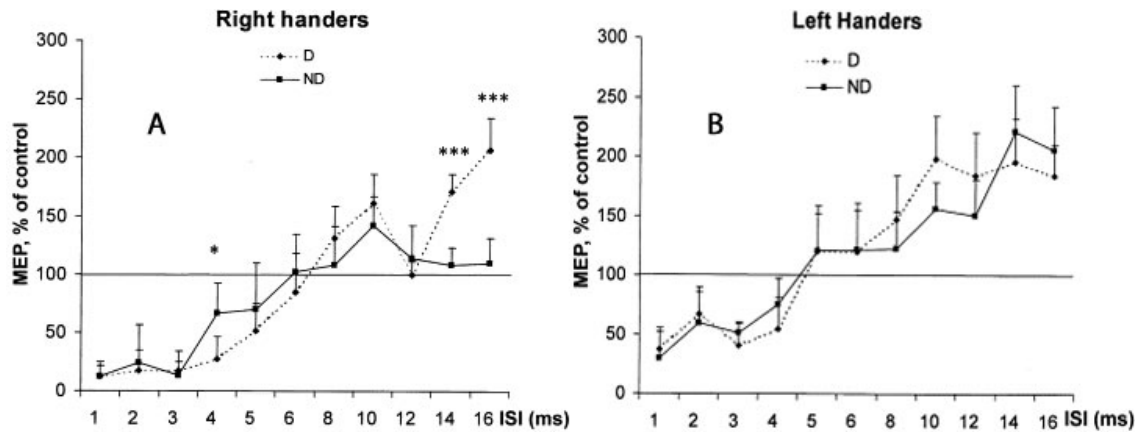 Right handers
300
250
200
150
100
50
0
MEP, % of control
D
ND
A
*
***
***
1 2 3 4 5 6 8 10 12 14 16 ISI (ms)
Left Handers
300
250
200
150
100
50
0
MEP, % of control
D
ND
B
1 2 3 4 5 6 8 10 12 14 16 ISI (ms)